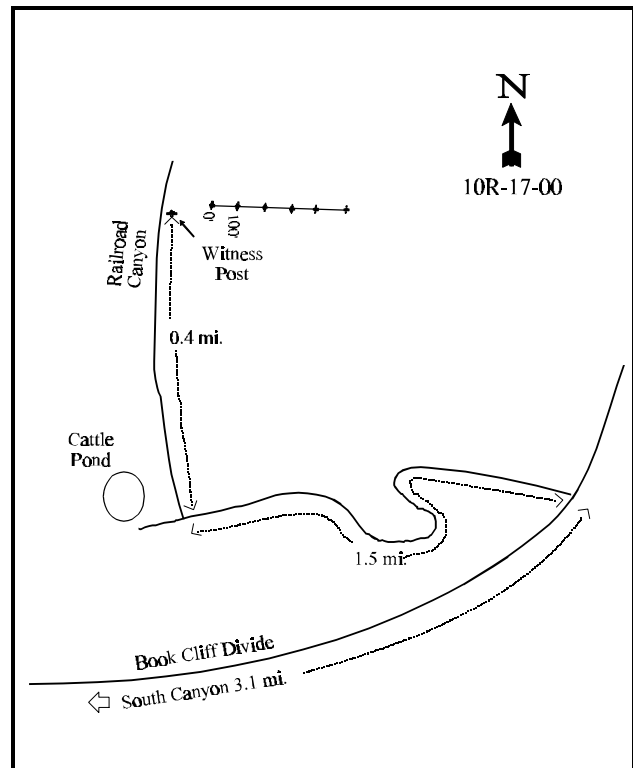 N
10R-17-00
0'
100'
Railroad
Canyon
Witness
Post
0.4 mi.
Cattle
Pond
1.5 mi.
Book Cliff Divide
South Canyon 3.1 mi.